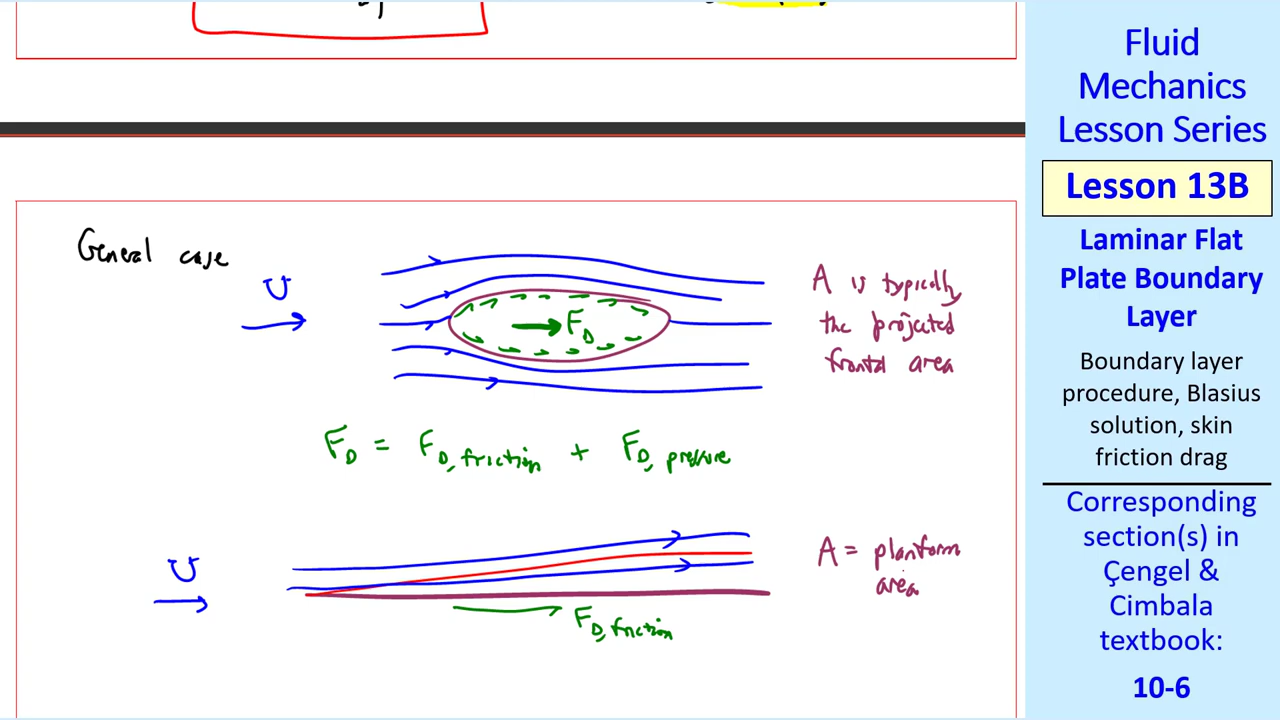 General case
U
F_D
A is typically
the projected
frontal area
F_D = F_D,friction + F_D,pressure
U
A = planform
area
F_D,friction
Fluid
Mechanics
Lesson Series
Lesson 13B
Laminar Flat
Plate Boundary
Layer
Boundary layer
procedure, Blasius
solution, skin
friction drag
Corresponding
section(s) in
Çengel &
Cimbala
textbook:
10-6